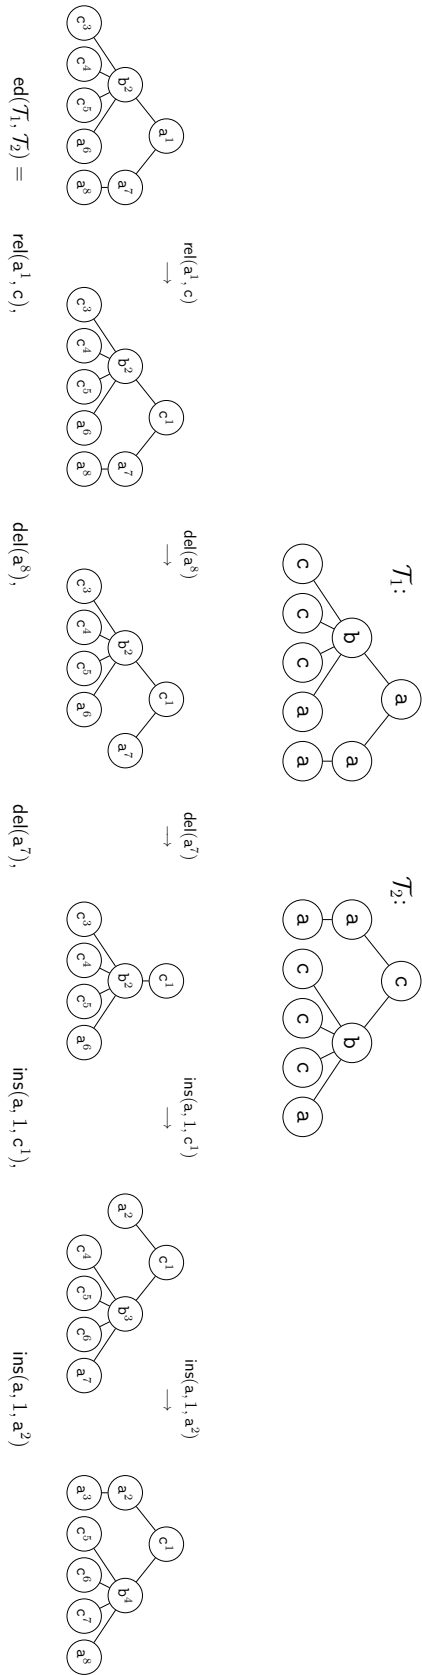 𝒯₁: 𝒯₂:
a c
b a a b
c c c a a a c c c a
rel(a¹, c) del(a⁸) del(a⁷) ins(a, 1, c¹) ins(a, 1, a²)
→ → → → →
a¹ c¹ c¹ c¹ c¹ c¹
b² a⁷ b² a⁷ b² a⁷ b² a² b³ a² b⁴
c³ c⁴ c⁵ a⁶ a⁸ c³ c⁴ c⁵ a⁶ a⁸ c³ c⁴ c⁵ a⁶ c³ c⁴ c⁵ a⁶ c⁴ c⁵ c⁶ a⁷ a³ c⁵ c⁶ c⁷ a⁸
ed(𝒯₁, 𝒯₂) = rel(a¹, c), del(a⁸), del(a⁷), ins(a, 1, c¹), ins(a, 1, a²)